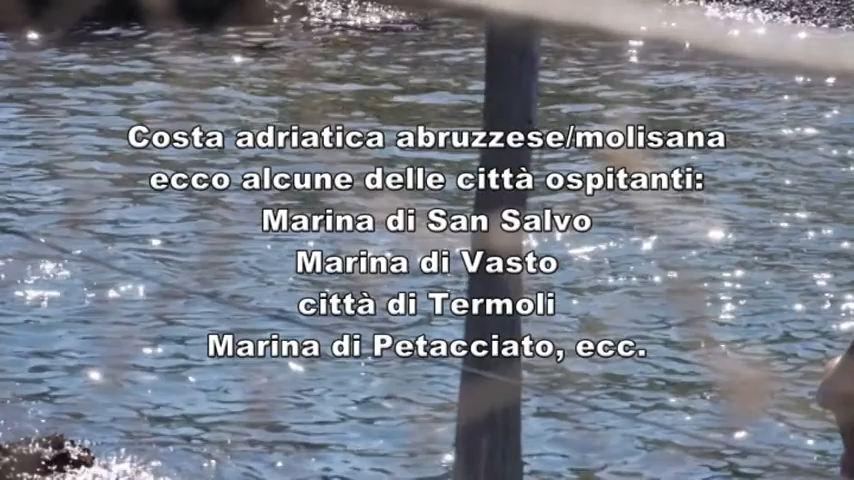 Costa adriatica abruzzese/molisana
ecco alcune delle città ospitanti:
Marina di San Salvo
Marina di Vasto
città di Termoli
Marina di Petacciato, ecc.